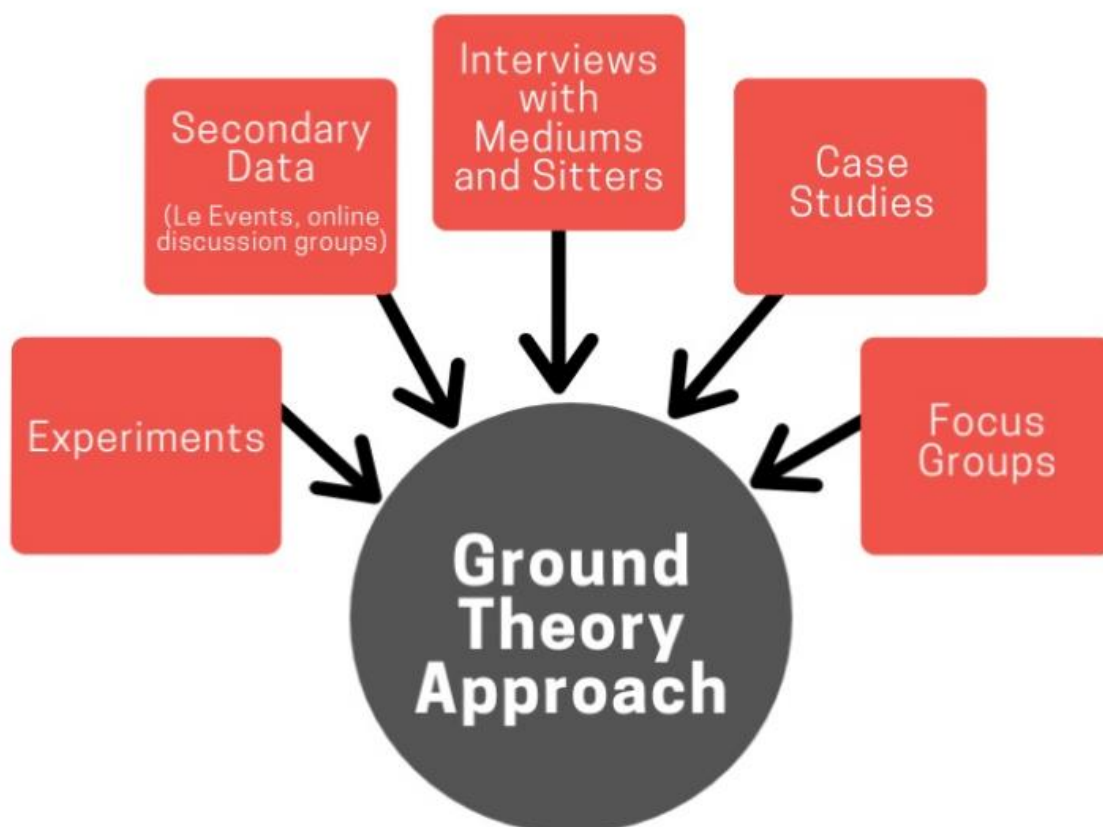 Experiments
Secondary
Data
(Le Events, online
discussion groups)
Interviews
with
Mediums
and Sitters
Case
Studies
Focus
Groups
Ground
Theory
Approach